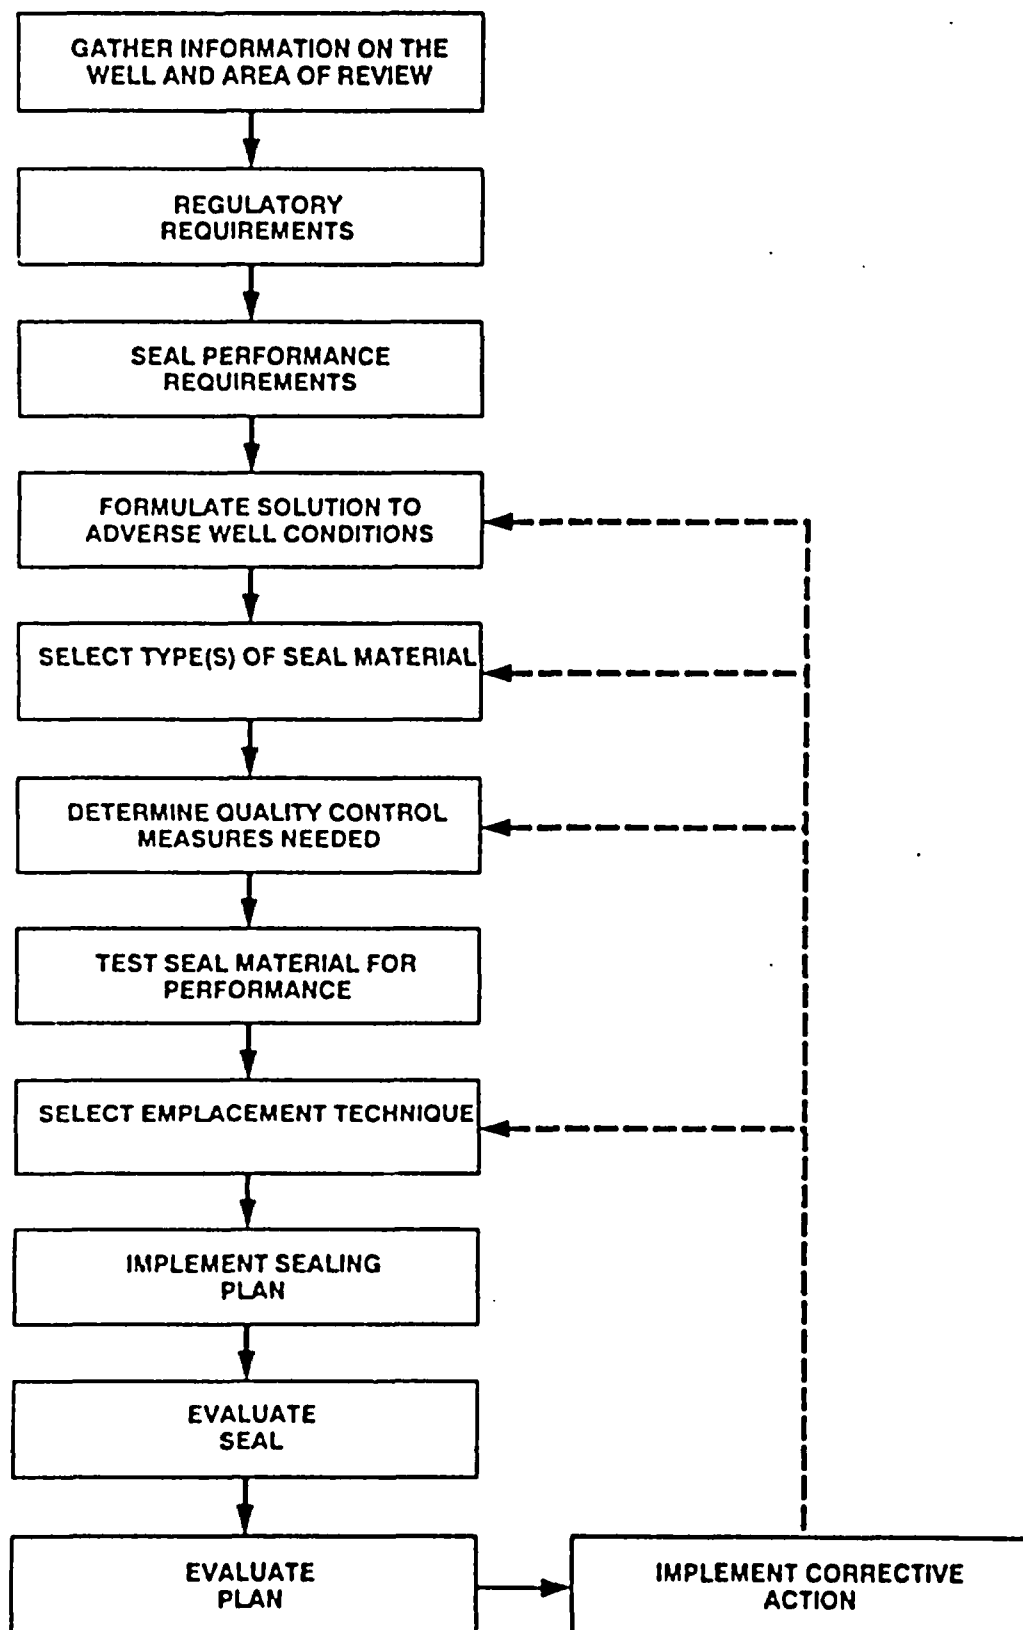 GATHER INFORMATION ON THE
WELL AND AREA OF REVIEW
REGULATORY
REQUIREMENTS
SEAL PERFORMANCE
REQUIREMENTS
FORMULATE SOLUTION TO
ADVERSE WELL CONDITIONS
SELECT TYPE(S) OF SEAL MATERIAL
DETERMINE QUALITY CONTROL
MEASURES NEEDED
TEST SEAL MATERIAL FOR
PERFORMANCE
SELECT EMPLACEMENT TECHNIQUE
IMPLEMENT SEALING
PLAN
EVALUATE
SEAL
EVALUATE
PLAN
IMPLEMENT CORRECTIVE
ACTION